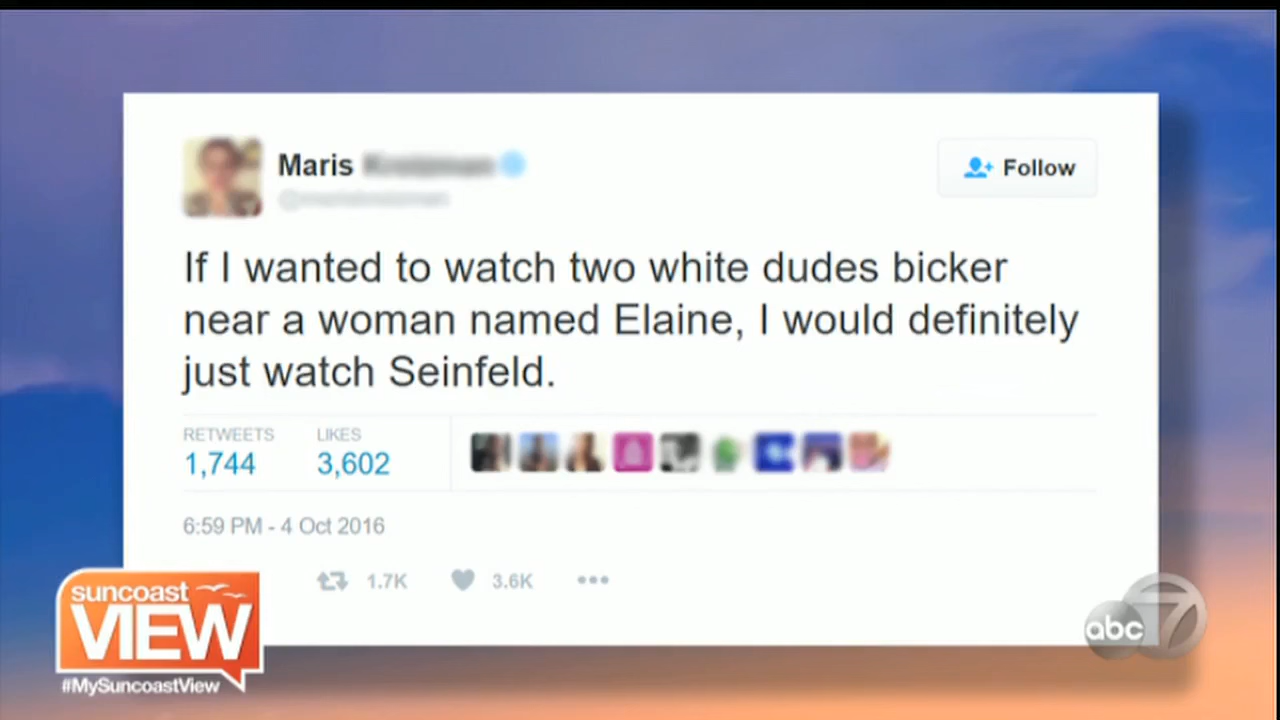 Maris
Follow
If I wanted to watch two white dudes bicker
near a woman named Elaine, I would definitely
just watch Seinfeld.
RETWEETS LIKES
1,744 3,602
6:59 PM - 4 Oct 2016
1.7K 3.6K
suncoast
VIEW
#MySuncoastView
abc 7